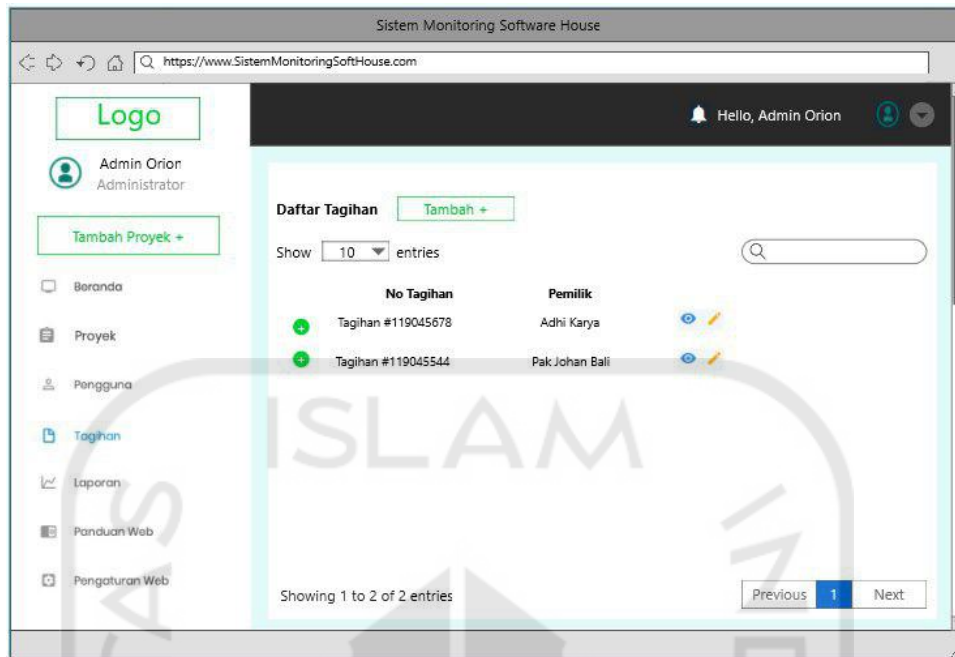 Sistem Monitoring Software House
https://www.SistemMonitoringSoftHouse.com
Logo
Hello, Admin Orion
Admin Orion
Administrator
Tambah Proyek +
Beranda
Proyek
Pengguna
Tagihan
Laporan
Panduan Web
Pengaturan Web
Daftar Tagihan Tambah +
Show 10 entries
No Tagihan Pemilik
Tagihan #119045678 Adhi Karya
Tagihan #119045544 Pak Johan Bali
Showing 1 to 2 of 2 entries
Previous 1 Next
ISLAM